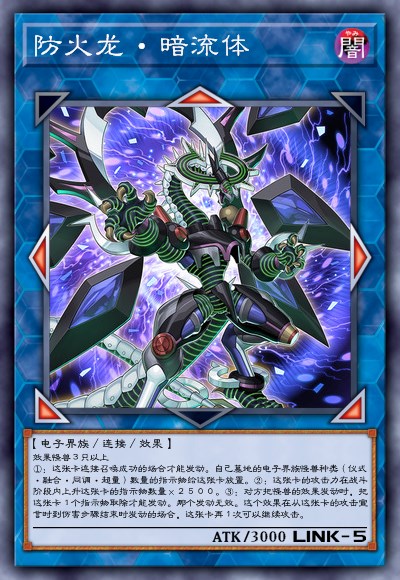 防火龙·暗流体
やみ
闇
【电子界族／连接／效果】
效果怪兽３只以上
①：这张卡连接召唤成功的场合才能发动。自己墓地的电子界族怪兽种类（仪式
·融合·同调·超量）数量的指示物给这张卡放置。②：这张卡的攻击力在战斗
阶段内上升这张卡的指示物数量×２５００。③：对方把怪兽的效果发动时，把
这张卡１个指示物取除才能发动。那个发动无效。这个效果在从这张卡的攻击宣
言时到伤害步骤结束时发动的场合，这张卡再１次可以继续攻击。
ATK/3000 LINK-5